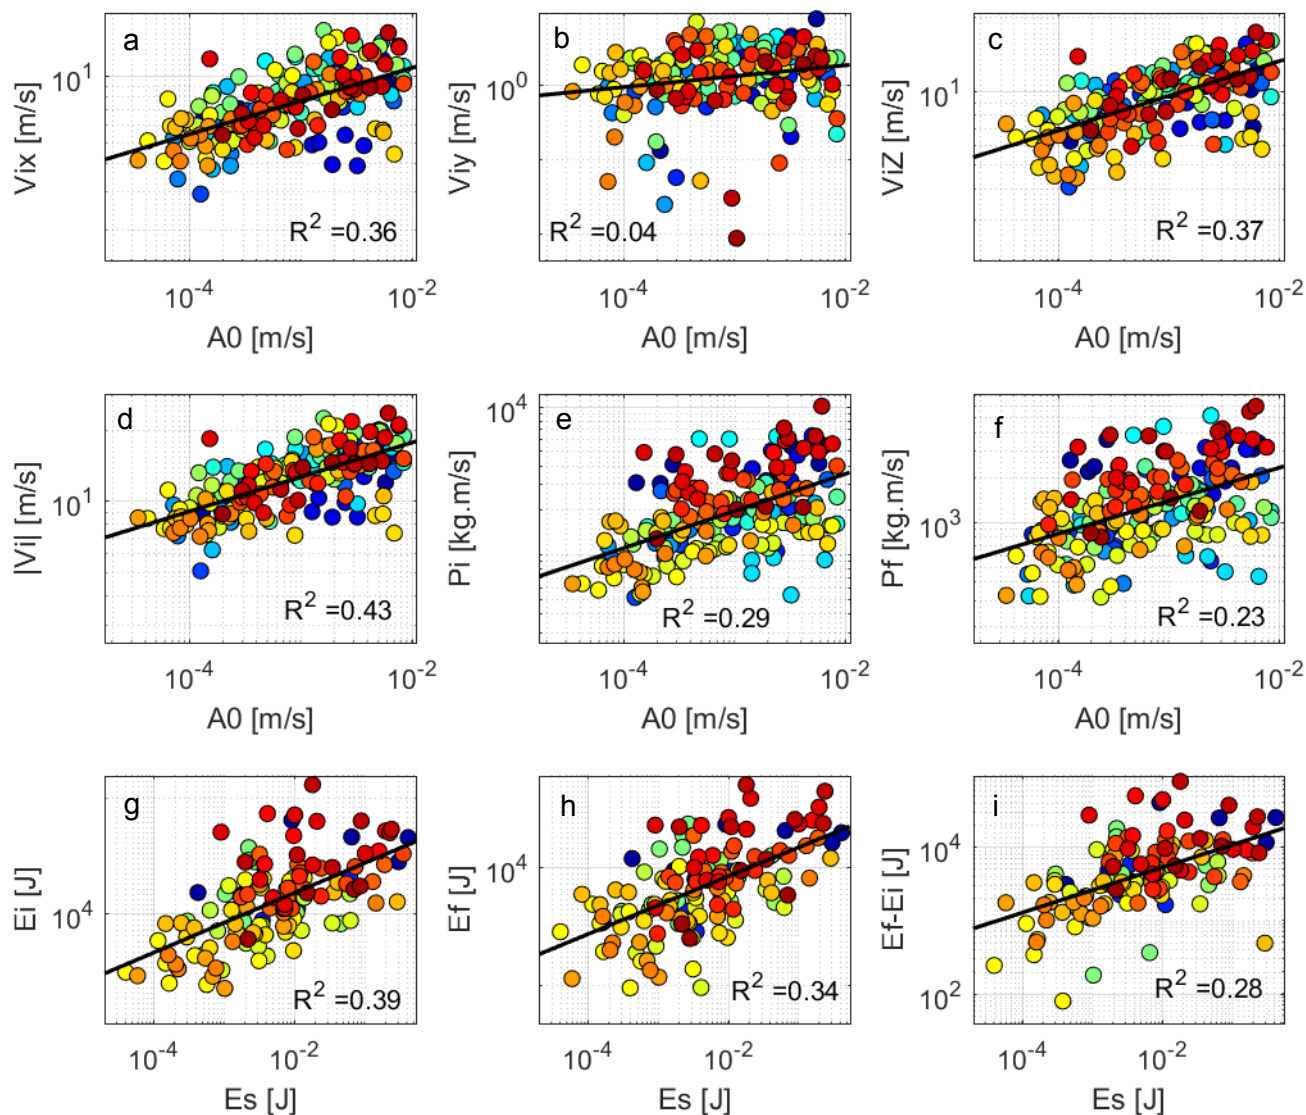 a
Vix [m/s]
10^1
R^2 =0.36
10^-4
10^-2
A0 [m/s]
b
Viy [m/s]
10^0
R^2 =0.04
10^-4
10^-2
A0 [m/s]
c
ViZ [m/s]
10^1
R^2 =0.37
10^-4
10^-2
A0 [m/s]
d
|Vi| [m/s]
10^1
R^2 =0.43
10^-4
10^-2
A0 [m/s]
e
Pi [kg.m/s]
10^4
R^2 =0.29
10^-4
10^-2
A0 [m/s]
f
Pf [kg.m/s]
10^3
R^2 =0.23
10^-4
10^-2
A0 [m/s]
g
Ei [J]
10^4
R^2 =0.39
10^-4
10^-2
Es [J]
h
Ef [J]
10^4
R^2 =0.34
10^-4
10^-2
Es [J]
i
Ef-Ei [J]
10^4
10^2
R^2 =0.28
10^-4
10^-2
Es [J]